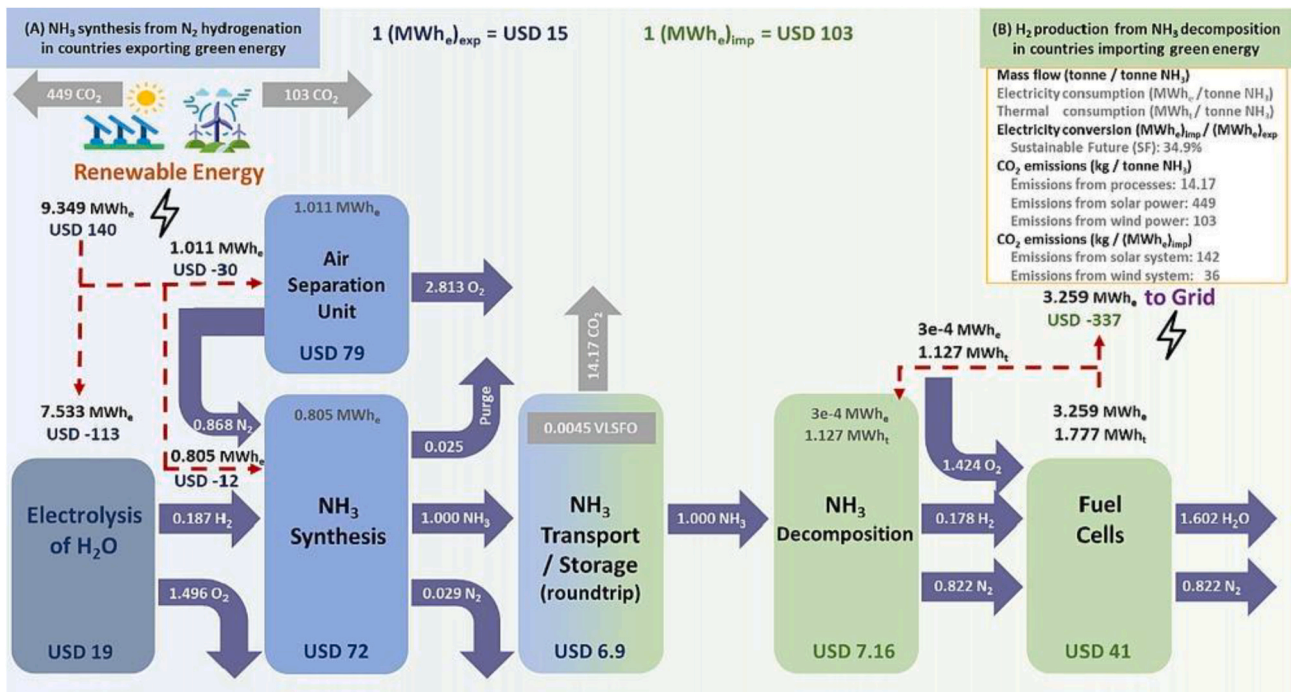 (A) NH₃ synthesis from N₂ hydrogenation
in countries exporting green energy
1 (MWhₑ)ₑₓₚ = USD 15
1 (MWhₑ)ᵢₘₚ = USD 103
(B) H₂ production from NH₃ decomposition
in countries importing green energy
449 CO₂
103 CO₂
Renewable Energy
Mass flow (tonne / tonne NH₃)
Electricity consumption (MWhₑ / tonne NH₃)
Thermal consumption (MWhₜ / tonne NH₃)
Electricity conversion (MWhₑ)ᵢₘₚ / (MWhₑ)ₑₓₚ
Sustainable Future (SF): 34.9%
CO₂ emissions (kg / tonne NH₃)
Emissions from processes: 14.17
Emissions from solar power: 449
Emissions from wind power: 103
CO₂ emissions (kg / (MWhₑ)ᵢₘₚ)
Emissions from solar system: 142
Emissions from wind system: 36
9.349 MWhₑ
USD 140
1.011 MWhₑ
USD -30
1.011 MWhₑ
Air
Separation
Unit
USD 79
2.813 O₂
7.533 MWhₑ
USD -113
0.868 N₂
0.805 MWhₑ
USD -12
Electrolysis
of H₂O
USD 19
0.187 H₂
1.496 O₂
0.805 MWhₑ
NH₃
Synthesis
USD 72
Purge
0.025
1.000 NH₃
0.029 N₂
14.17 CO₂
0.0045 VLSFO
NH₃
Transport
/ Storage
(roundtrip)
USD 6.9
1.000 NH₃
3e-4 MWhₑ
1.127 MWhₜ
3e-4 MWhₑ
1.127 MWhₜ
NH₃
Decomposition
USD 7.16
3.259 MWhₑ to Grid
USD -337
3.259 MWhₑ
1.777 MWhₜ
1.424 O₂
0.178 H₂
0.822 N₂
Fuel
Cells
USD 41
1.602 H₂O
0.822 N₂